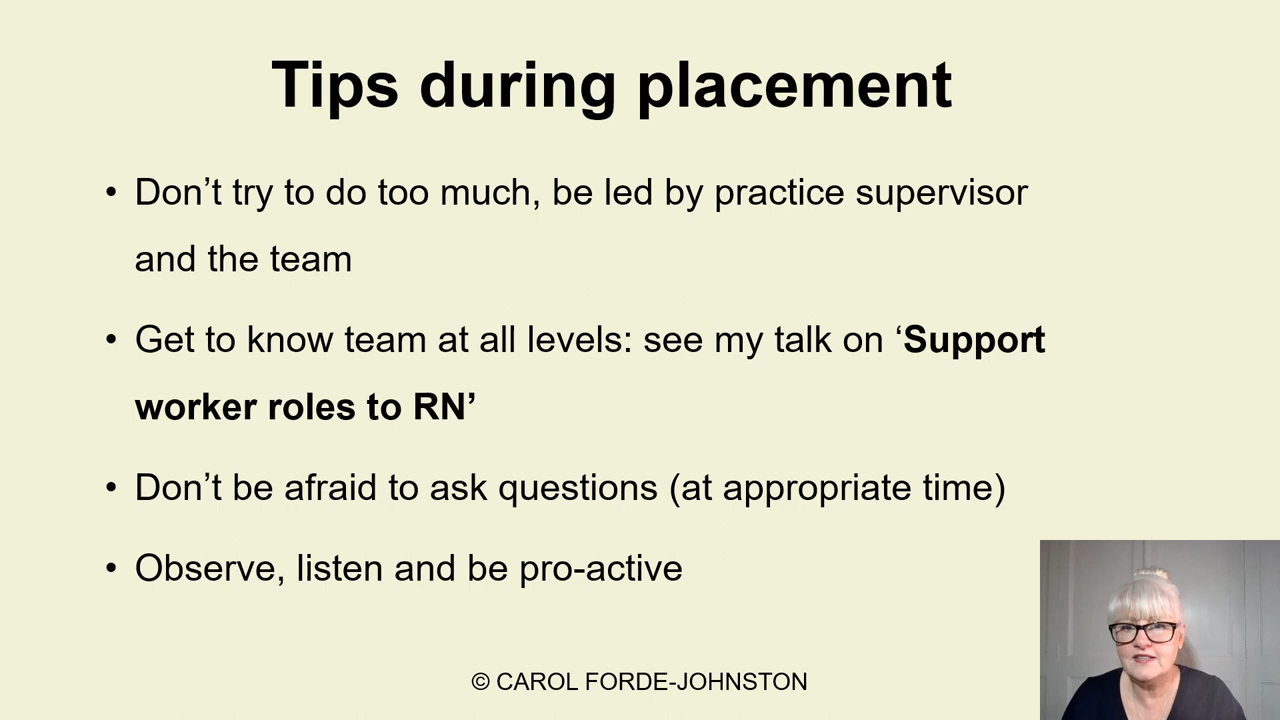 Tips during placement
• Don’t try to do too much, be led by practice supervisor
and the team
• Get to know team at all levels: see my talk on ‘Support
worker roles to RN’
• Don’t be afraid to ask questions (at appropriate time)
• Observe, listen and be pro-active
© CAROL FORDE-JOHNSTON